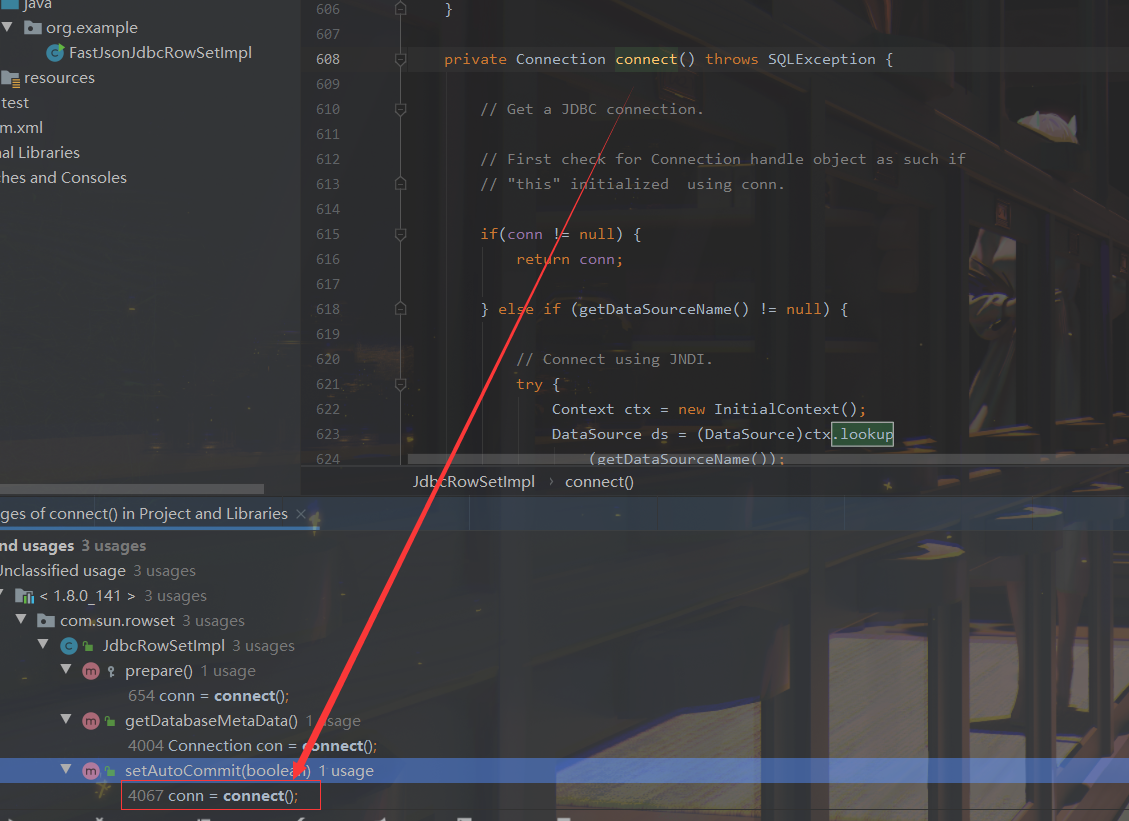 java
org.example
FastJsonJdbcRowSetImpl
resources
test
m.xml
nal Libraries
ches and Consoles
606 }
607
608 private Connection connect() throws SQLException {
609
610 // Get a JDBC connection.
611
612 // First check for Connection handle object as such if
613 // "this" initialized  using conn.
614
615 if(conn != null) {
616 return conn;
617
618 } else if (getDataSourceName() != null) {
619
620 // Connect using JNDI.
621 try {
622 Context ctx = new InitialContext();
623 DataSource ds = (DataSource)ctx.lookup
624 (getDataSourceName());
JdbcRowSetImpl › connect()
ges of connect() in Project and Libraries ×
nd usages 3 usages
Unclassified usage 3 usages
< 1.8.0_141 > 3 usages
com.sun.rowset 3 usages
JdbcRowSetImpl 3 usages
prepare() 1 usage
654 conn = connect();
getDatabaseMetaData() 1 usage
4004 Connection con = connect();
setAutoCommit(boolean) 1 usage
4067 conn = connect();